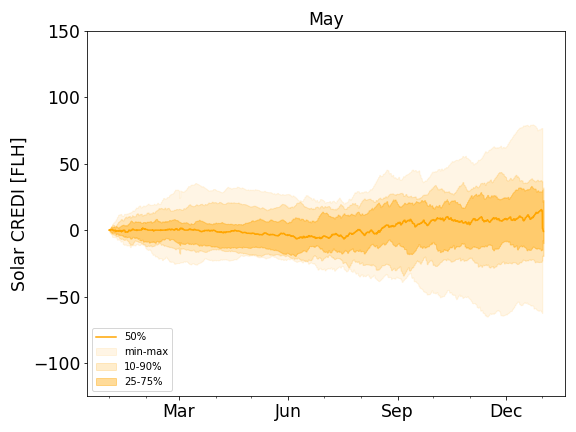 May
Solar CREDI [FLH]
150
100
50
0
−50
−100
50%
min-max
10-90%
25-75%
Mar
Jun
Sep
Dec